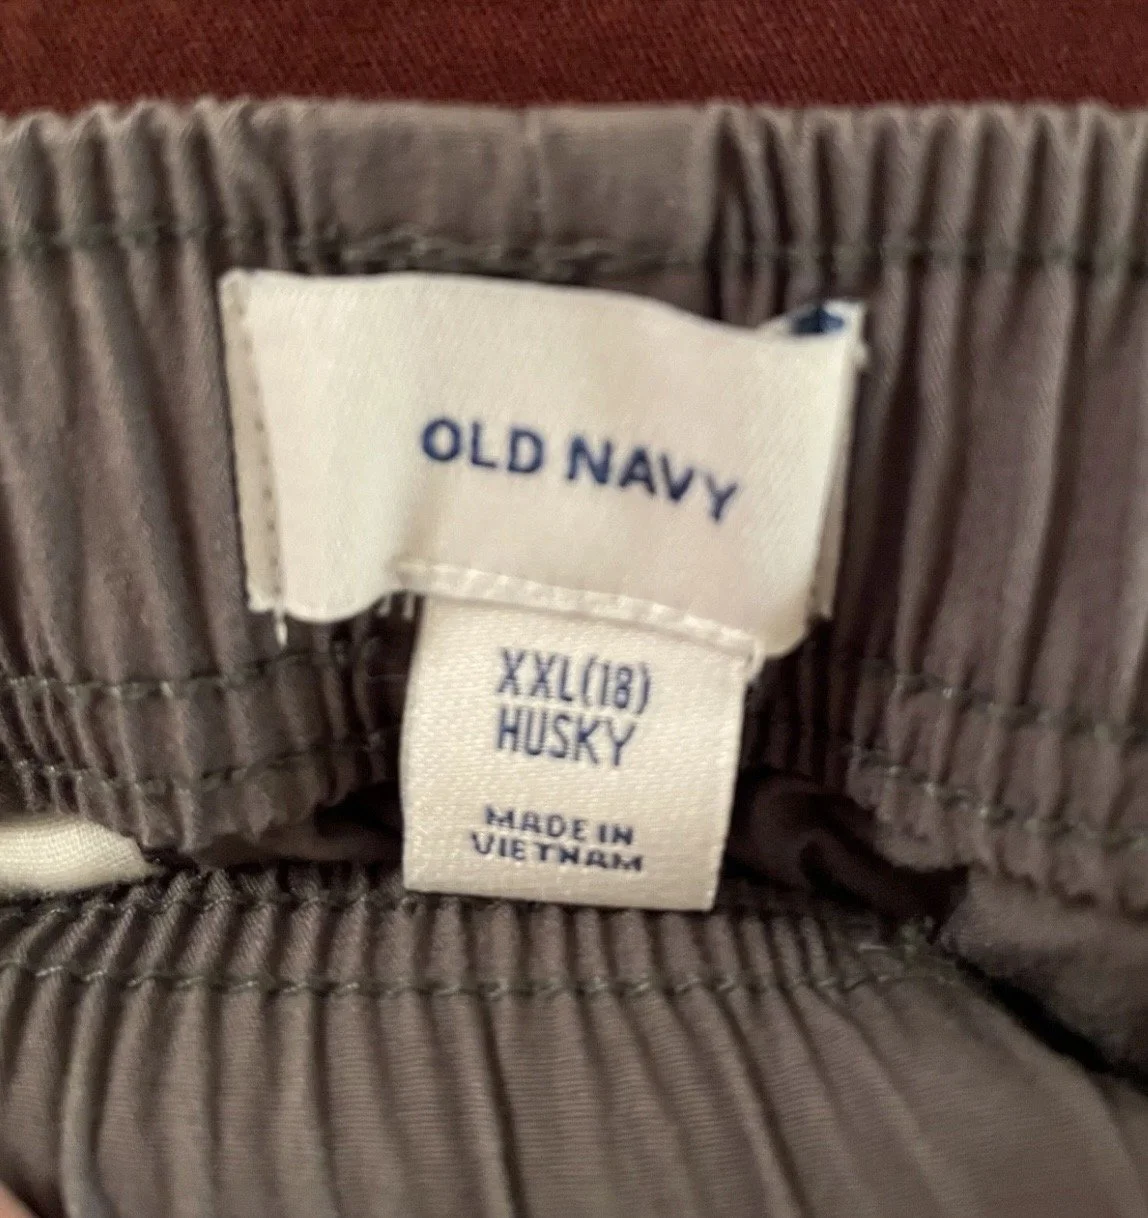 OLD NAVY
XXL(18)
HUSKY
MADE IN
VIETNAM